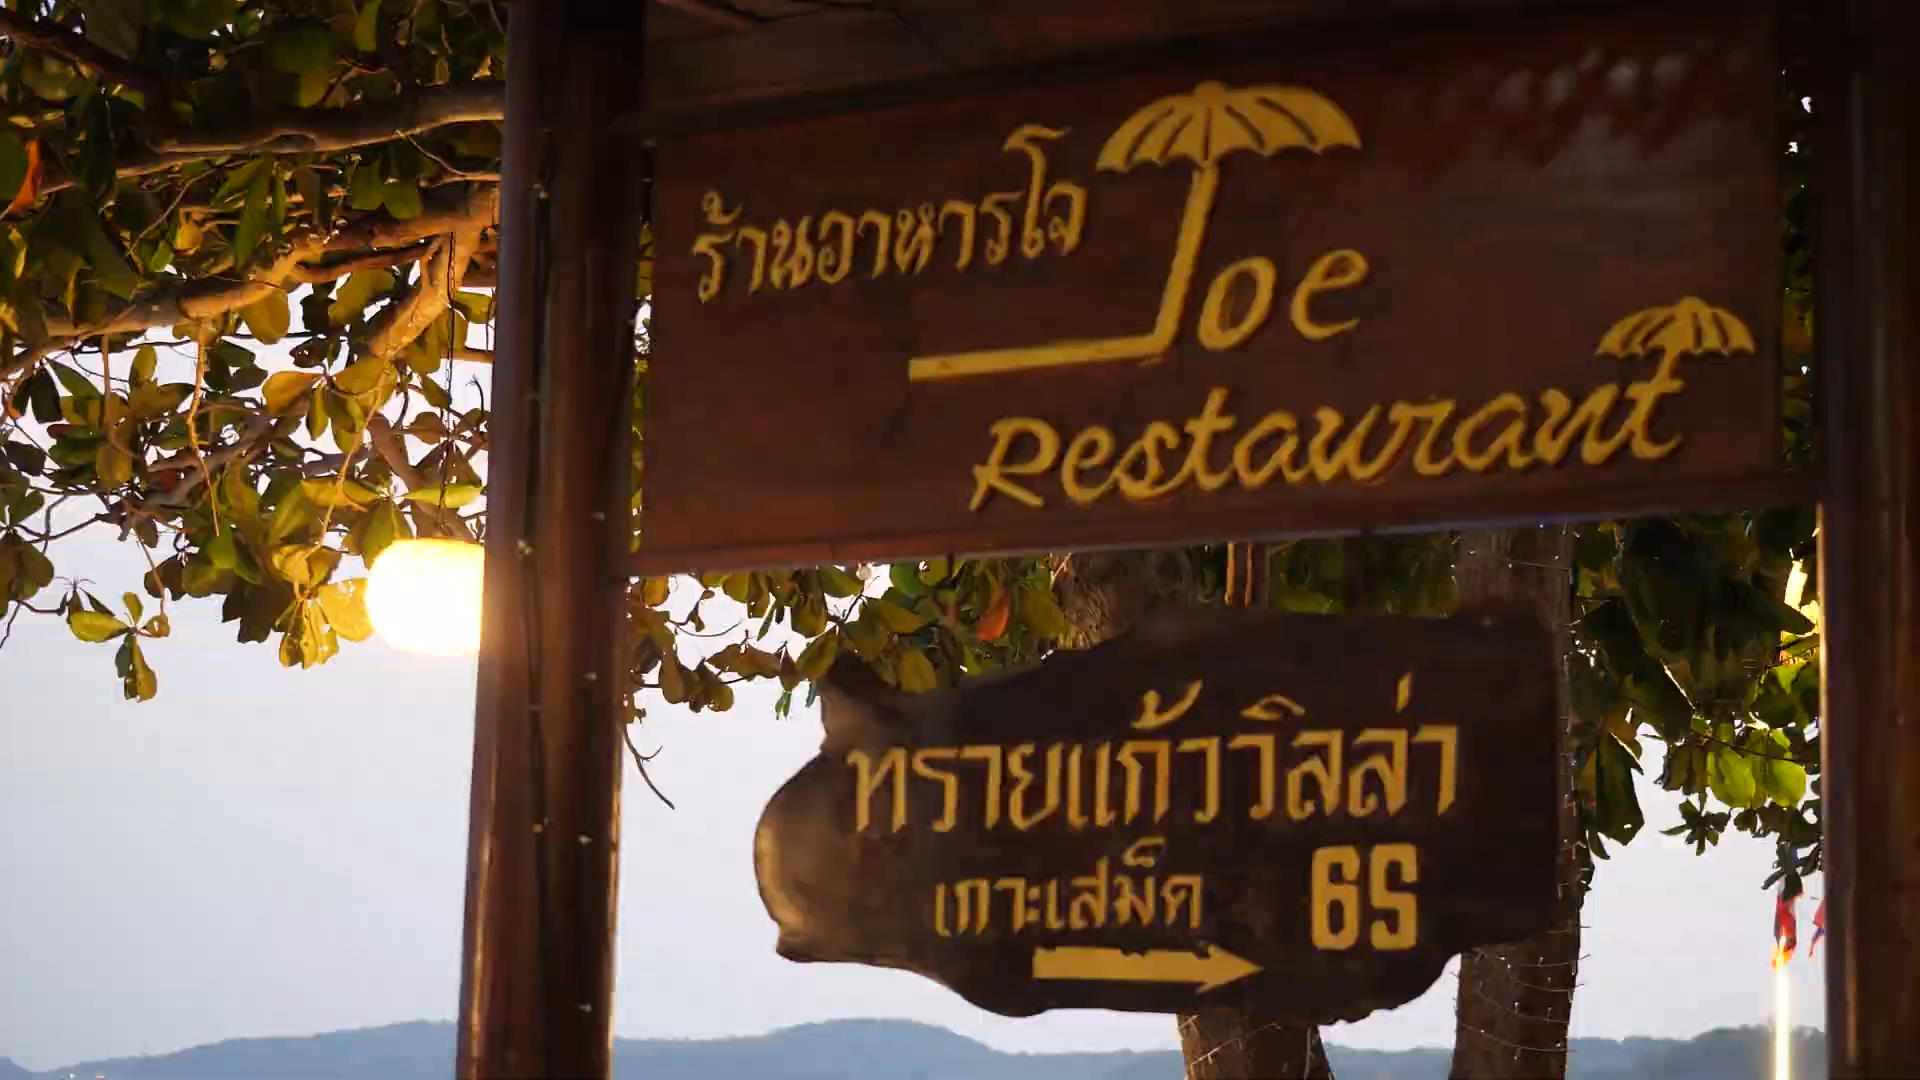 ร้านอาหารโจ
Joe
Restaurant
ทรายแก้ววิลล่า
เกาะเสม็ด
65